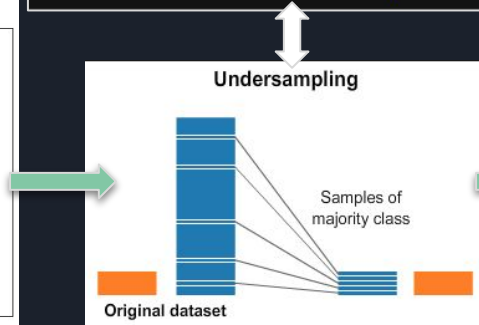 Undersampling
Samples of
majority class
Original dataset